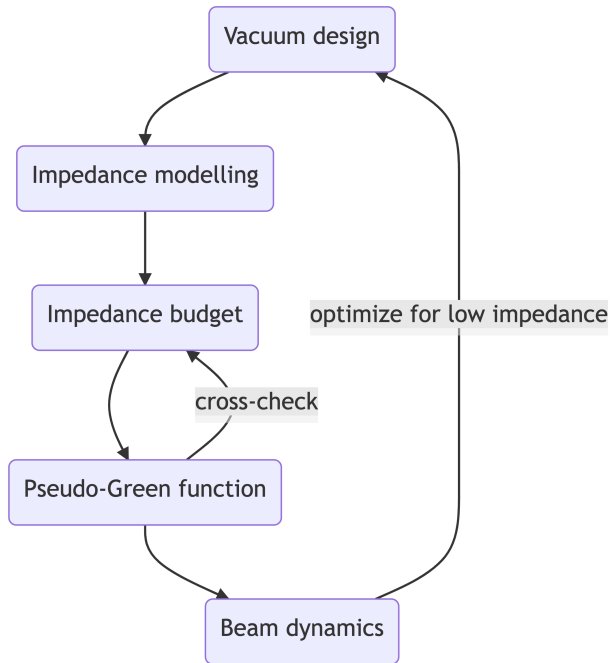 Vacuum design
Impedance modelling
Impedance budget
optimize for low impedance
cross-check
Pseudo-Green function
Beam dynamics